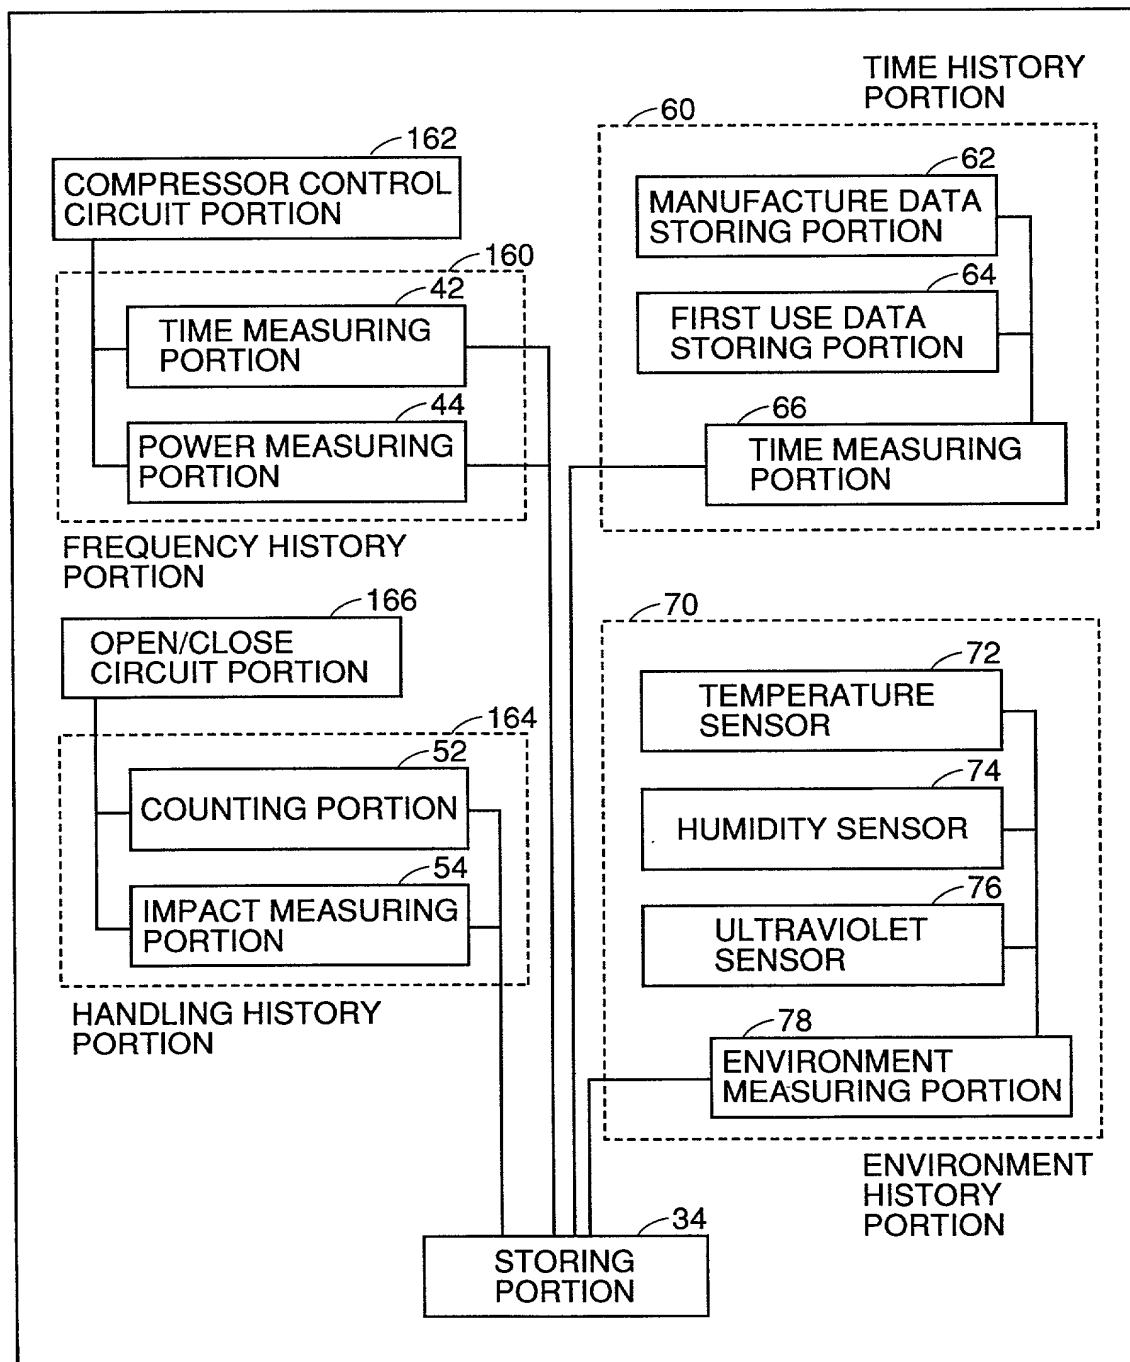 162
COMPRESSOR CONTROL
CIRCUIT PORTION
160
42
TIME MEASURING
PORTION
44
POWER MEASURING
PORTION
FREQUENCY HISTORY
PORTION
166
OPEN/CLOSE
CIRCUIT PORTION
164
52
COUNTING PORTION
54
IMPACT MEASURING
PORTION
HANDLING HISTORY
PORTION
TIME HISTORY
PORTION
60
62
MANUFACTURE DATA
STORING PORTION
64
FIRST USE DATA
STORING PORTION
66
TIME MEASURING
PORTION
70
72
TEMPERATURE
SENSOR
74
HUMIDITY SENSOR
76
ULTRAVIOLET
SENSOR
78
ENVIRONMENT
MEASURING PORTION
ENVIRONMENT
HISTORY
PORTION
34
STORING
PORTION